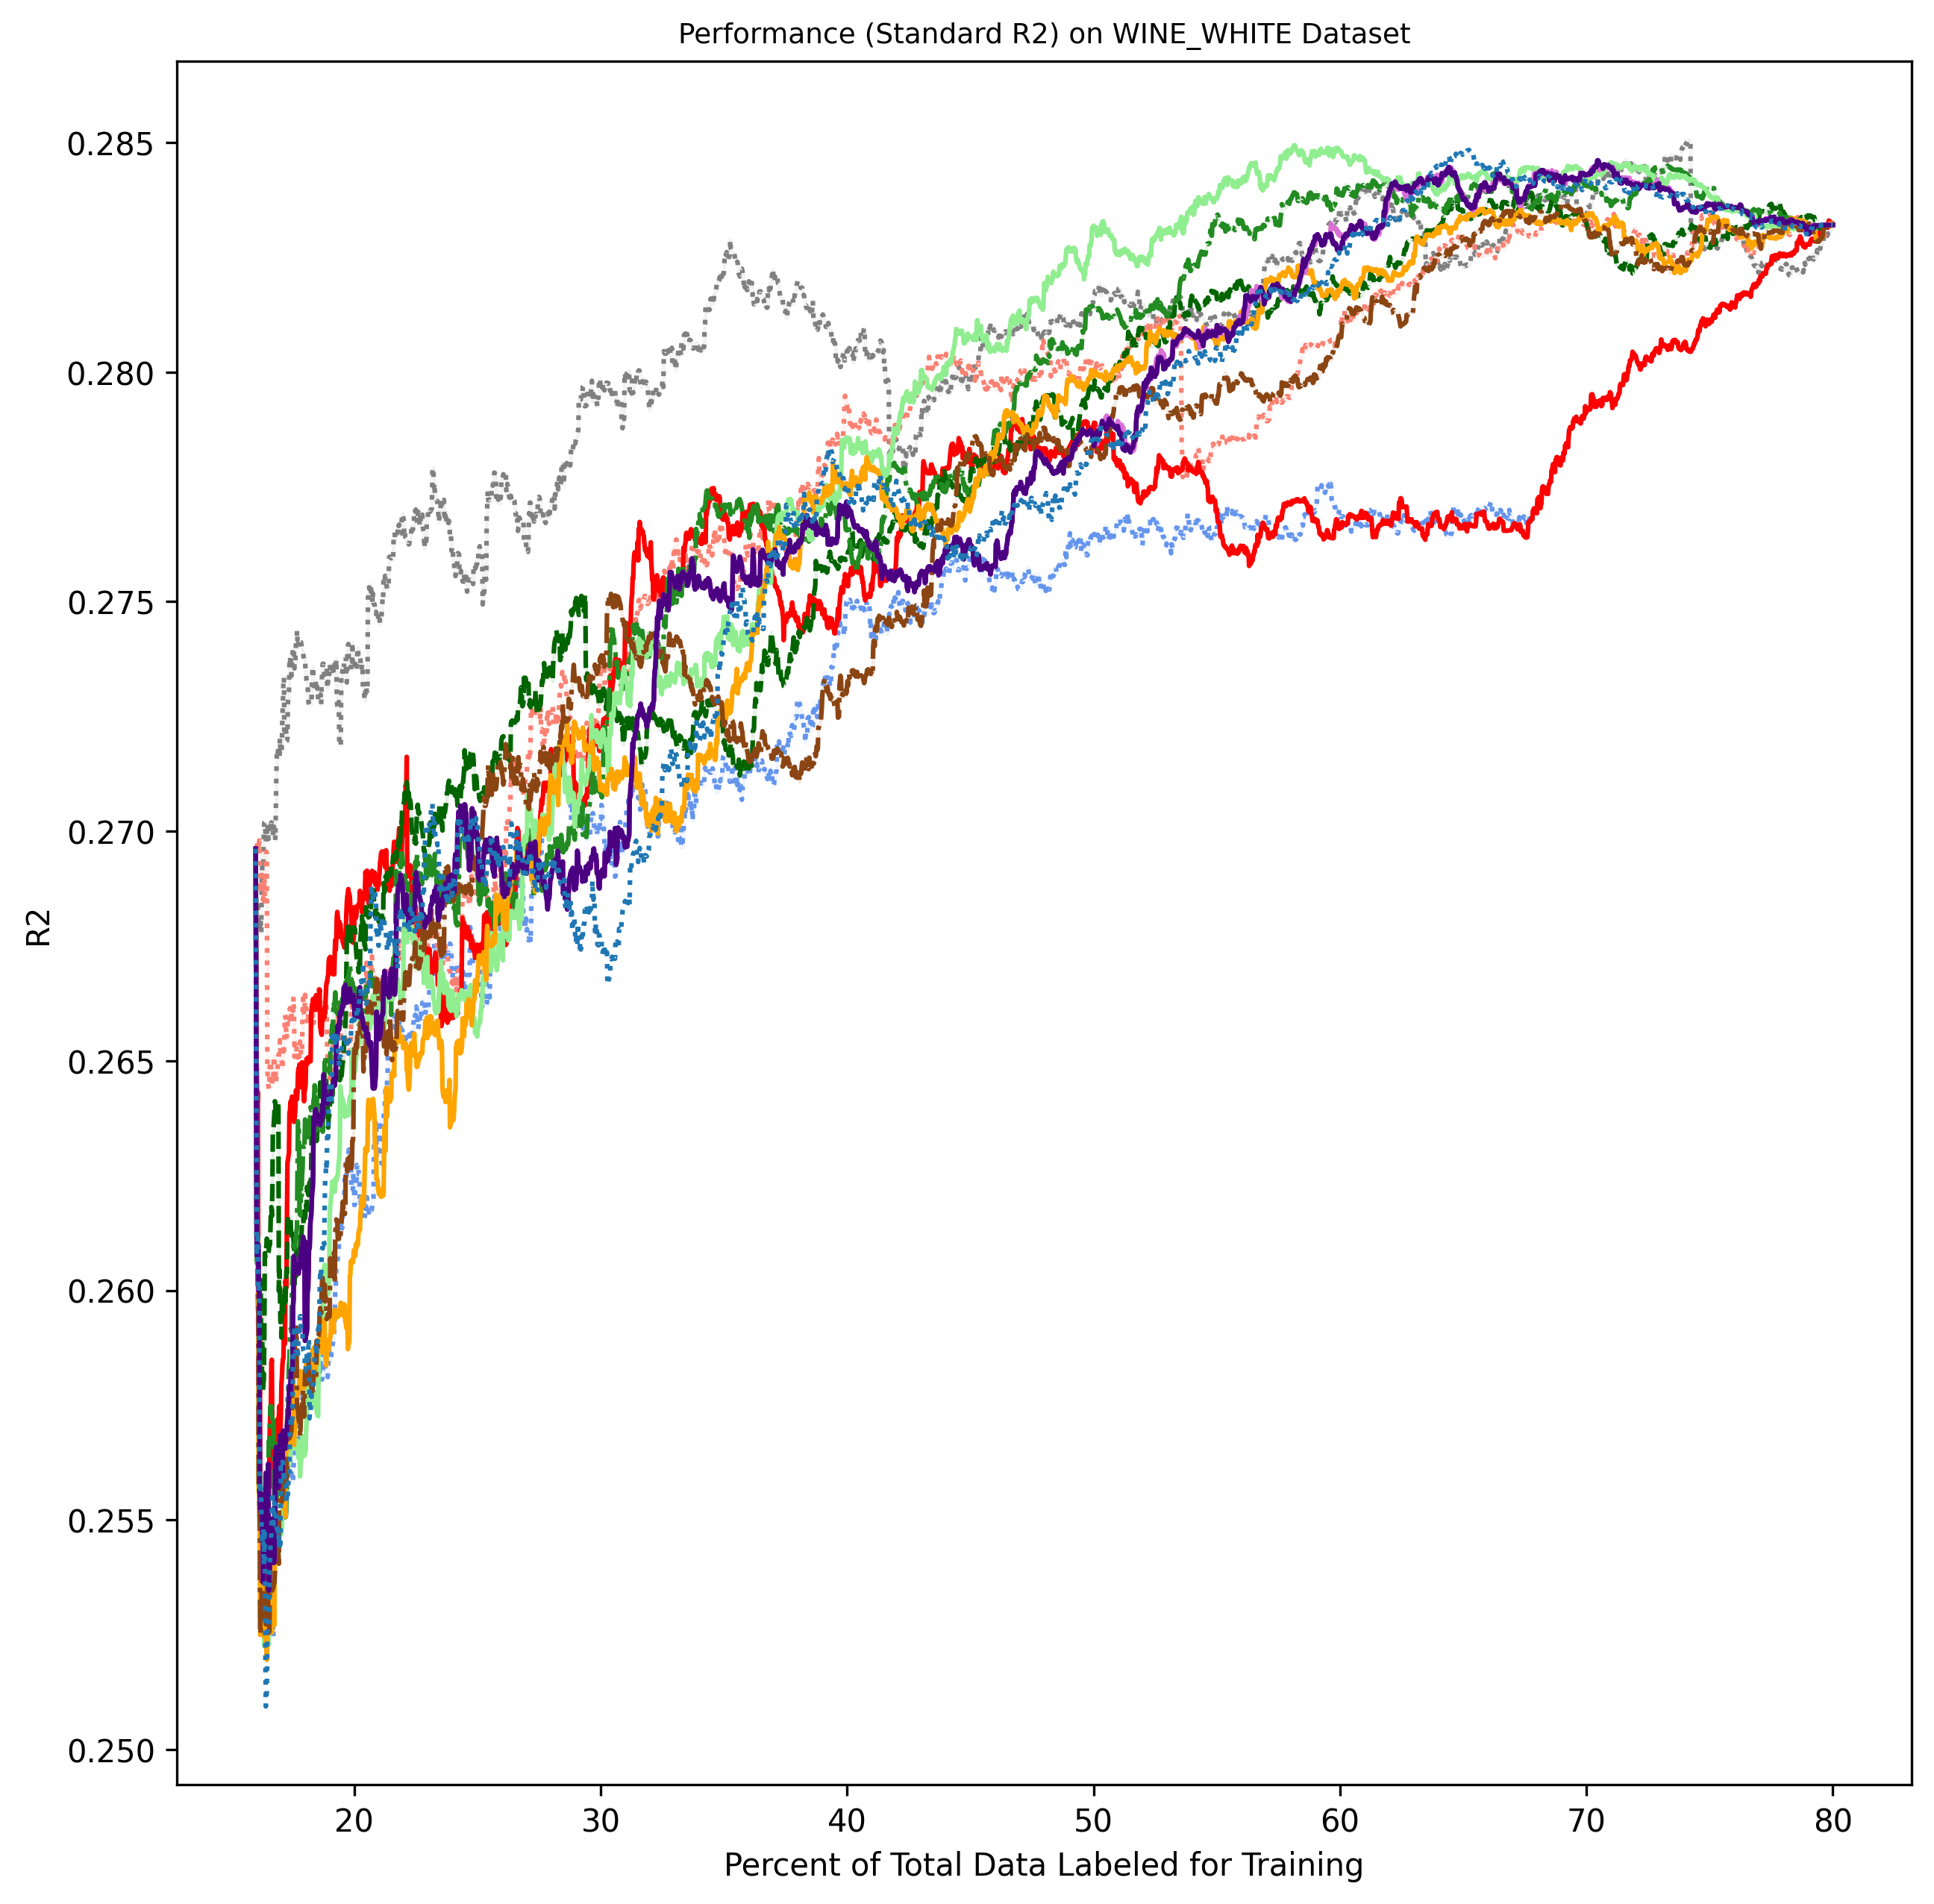 Performance (Standard R2) on WINE_WHITE Dataset
0.285
0.280
0.275
0.270
0.265
0.260
0.255
0.250
R2
20 30 40 50 60 70 80
Percent of Total Data Labeled for Training